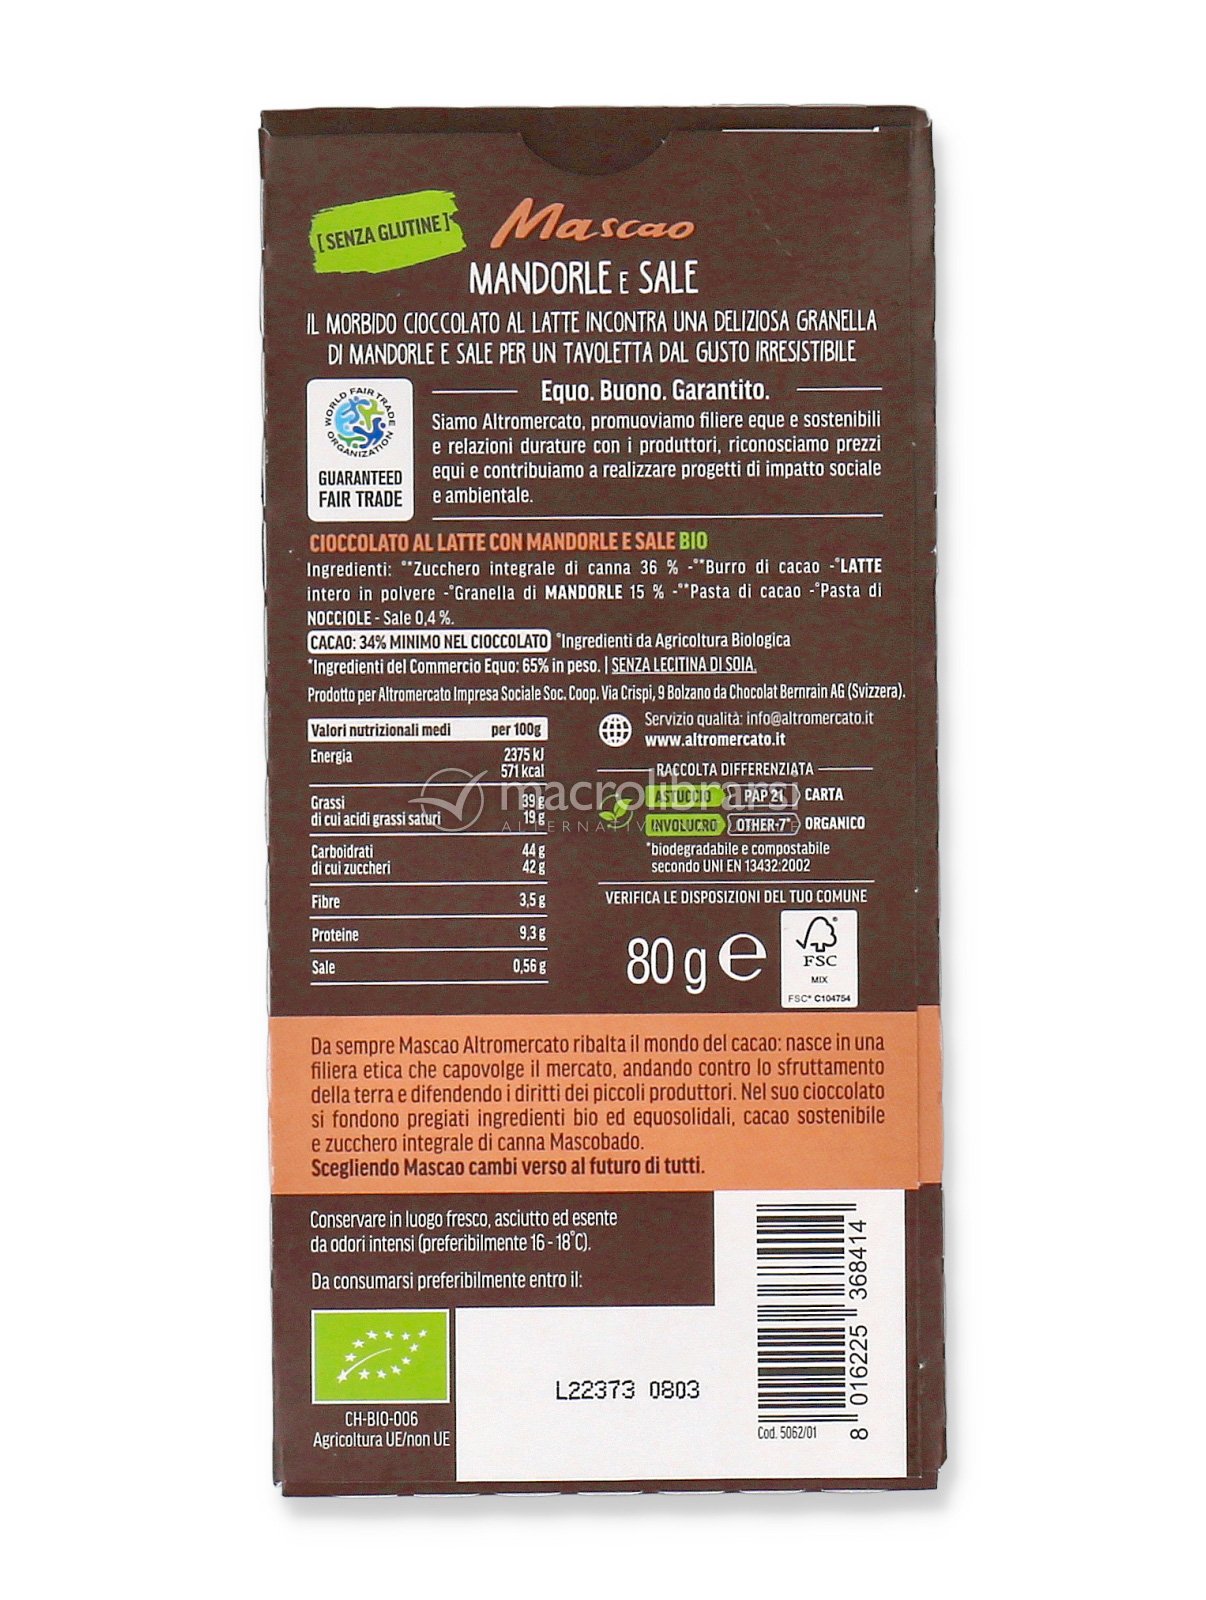 [SENZA GLUTINE]
Mascao
MANDORLE E SALE
IL MORBIDO CIOCCOLATO AL LATTE INCONTRA UNA DELIZIOSA GRANELLA
DI MANDORLE E SALE PER UN TAVOLETTA DAL GUSTO IRRESISTIBILE
WORLD FAIR TRADE ORGANIZATION
GUARANTEED
FAIR TRADE
Equo. Buono. Garantito.
Siamo Altromercato, promuoviamo filiere eque e sostenibili
e relazioni durature con i produttori, riconosciamo prezzi
equi e contribuiamo a realizzare progetti di impatto sociale
e ambientale.
CIOCCOLATO AL LATTE CON MANDORLE E SALE BIO
Ingredienti: °*Zucchero integrale di canna 36 % -°*Burro di cacao -°LATTE
intero in polvere -°Granella di MANDORLE 15 % -°*Pasta di cacao -°Pasta di
NOCCIOLE - Sale 0,4 %.
CACAO: 34% MINIMO NEL CIOCCOLATO °Ingredienti da Agricoltura Biologica
*Ingredienti del Commercio Equo: 65% in peso. | SENZA LECITINA DI SOIA.
Prodotto per Altromercato Impresa Sociale Soc. Coop. Via Crispi, 9 Bolzano da Chocolat Bernrain AG (Svizzera).
Valori nutrizionali medi per 100g
Energia 2375 kJ
571 kcal
Grassi 39 g
di cui acidi grassi saturi 19 g
Carboidrati 44 g
di cui zuccheri 42 g
Fibre 3,5 g
Proteine 9,3 g
Sale 0,56 g
Servizio qualità: info@altromercato.it
www.altromercato.it
RACCOLTA DIFFERENZIATA
ASTUCCIO PAP 21 CARTA
INVOLUCRO OTHER-7* ORGANICO
*biodegradabile e compostabile
secondo UNI EN 13432:2002
VERIFICA LE DISPOSIZIONI DEL TUO COMUNE
macrolibrarsi
80 g e
FSC
MIX
FSC® C104754
Da sempre Mascao Altromercato ribalta il mondo del cacao: nasce in una
filiera etica che capovolge il mercato, andando contro lo sfruttamento
della terra e difendendo i diritti dei piccoli produttori. Nel suo cioccolato
si fondono pregiati ingredienti bio ed equosolidali, cacao sostenibile
e zucchero integrale di canna Mascobado.
Scegliendo Mascao cambi verso al futuro di tutti.
Conservare in luogo fresco, asciutto ed esente
da odori intensi (preferibilmente 16 - 18°C).
Da consumarsi preferibilmente entro il:
CH-BIO-006
Agricoltura UE/non UE
L22373 0803
Cod. 5062/01
8 016225 368414